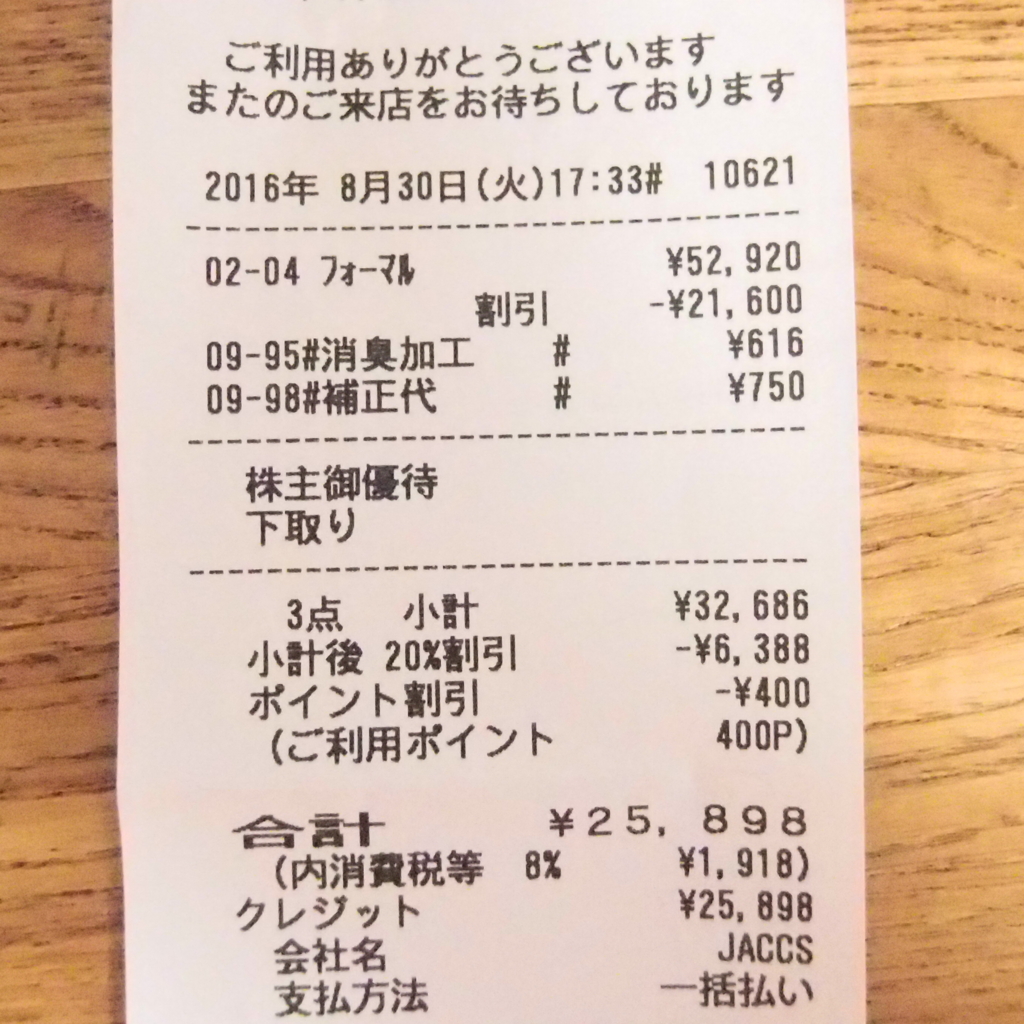 ご利用ありがとうございます
またのご来店をお待ちしております
2016年 8月30日(火)17:33# 10621
02-04 フォーマル ¥52,920
割引 -¥21,600
09-95#消臭加工 # ¥616
09-98#補正代 # ¥750
株主御優待
下取り
3点 小計 ¥32,686
小計後 20%割引 -¥6,388
ポイント割引 -¥400
(ご利用ポイント 400P)
合計 ¥25,898
(内消費税等 8% ¥1,918)
クレジット ¥25,898
会社名 JACCS
支払方法 一括払い